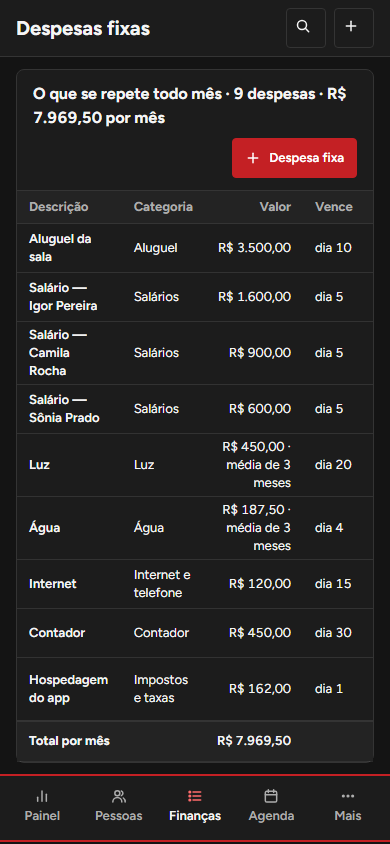 Despesas fixas
O que se repete todo mês · 9 despesas · R$
7.969,50 por mês
Despesa fixa
Descrição Categoria Valor Vence
Aluguel da
sala
Aluguel R$ 3.500,00 dia 10
Salário —
Igor Pereira
Salários R$ 1.600,00 dia 5
Salário —
Camila
Rocha
Salários R$ 900,00 dia 5
Salário —
Sônia Prado
Salários R$ 600,00 dia 5
Luz Luz
R$ 450,00 ·
média de 3
meses
dia 20
Água Água
R$ 187,50 ·
média de 3
meses
dia 4
Internet
Internet e
telefone
R$ 120,00 dia 15
Contador Contador R$ 450,00 dia 30
Hospedagem
do app
Impostos
e taxas
R$ 162,00 dia 1
Total por mês R$ 7.969,50
Painel Pessoas Finanças Agenda Mais